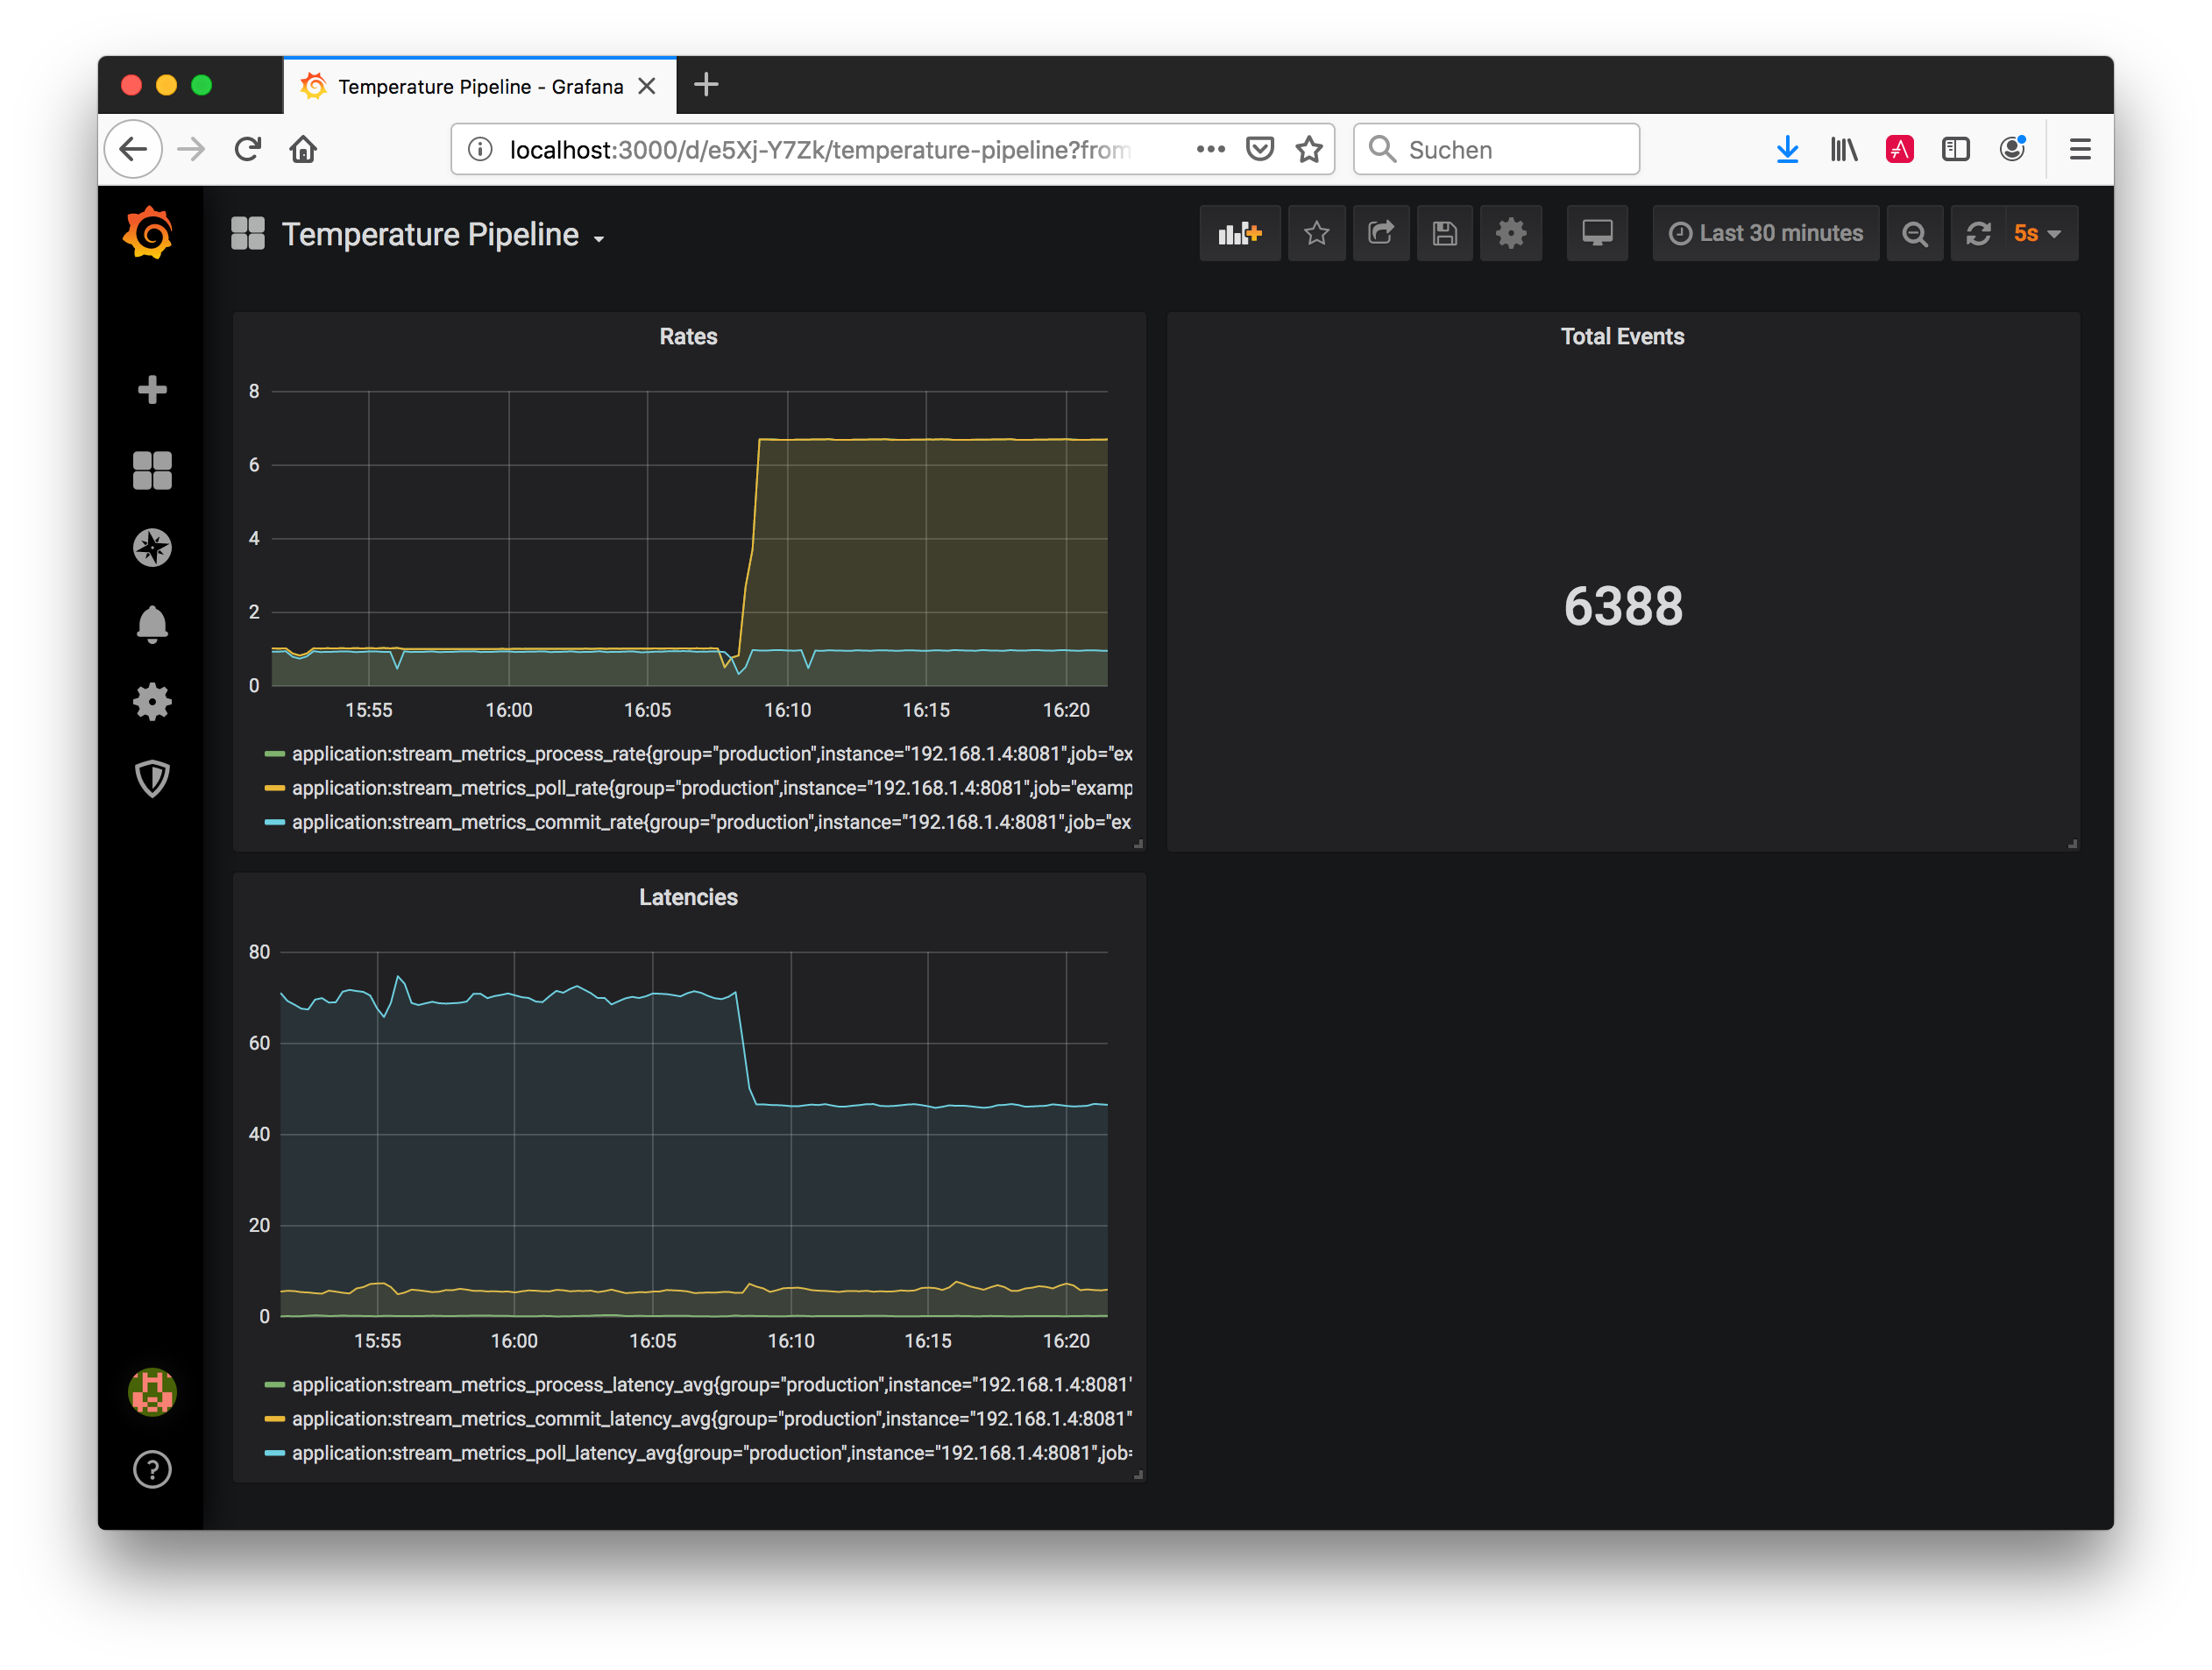 Temperature Pipeline - Grafana
localhost:3000/d/e5Xj-Y7Zk/temperature-pipeline?from
Suchen
Temperature Pipeline
Last 30 minutes
5s
Rates
8
6
4
2
0
15:55 16:00 16:05 16:10 16:15 16:20
application:stream_metrics_process_rate{group="production",instance="192.168.1.4:8081",job="ex
application:stream_metrics_poll_rate{group="production",instance="192.168.1.4:8081",job="examp
application:stream_metrics_commit_rate{group="production",instance="192.168.1.4:8081",job="ex
Total Events
6388
Latencies
80
60
40
20
0
15:55 16:00 16:05 16:10 16:15 16:20
application:stream_metrics_process_latency_avg{group="production",instance="192.168.1.4:8081"
application:stream_metrics_commit_latency_avg{group="production",instance="192.168.1.4:8081"
application:stream_metrics_poll_latency_avg{group="production",instance="192.168.1.4:8081",job=